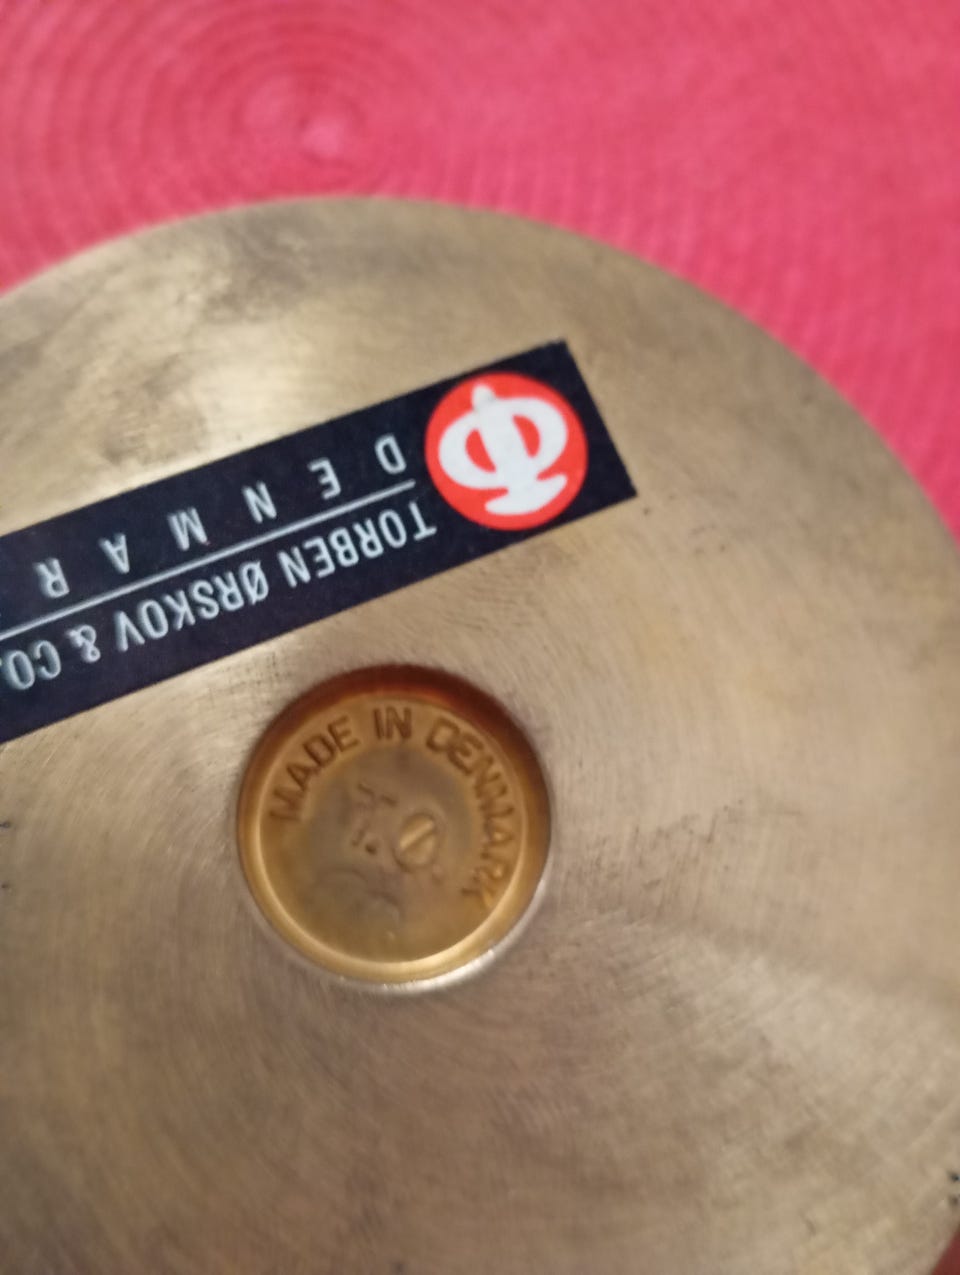 TORBEN ØRSKOV & CO.
DENMAR
MADE IN DENMARK